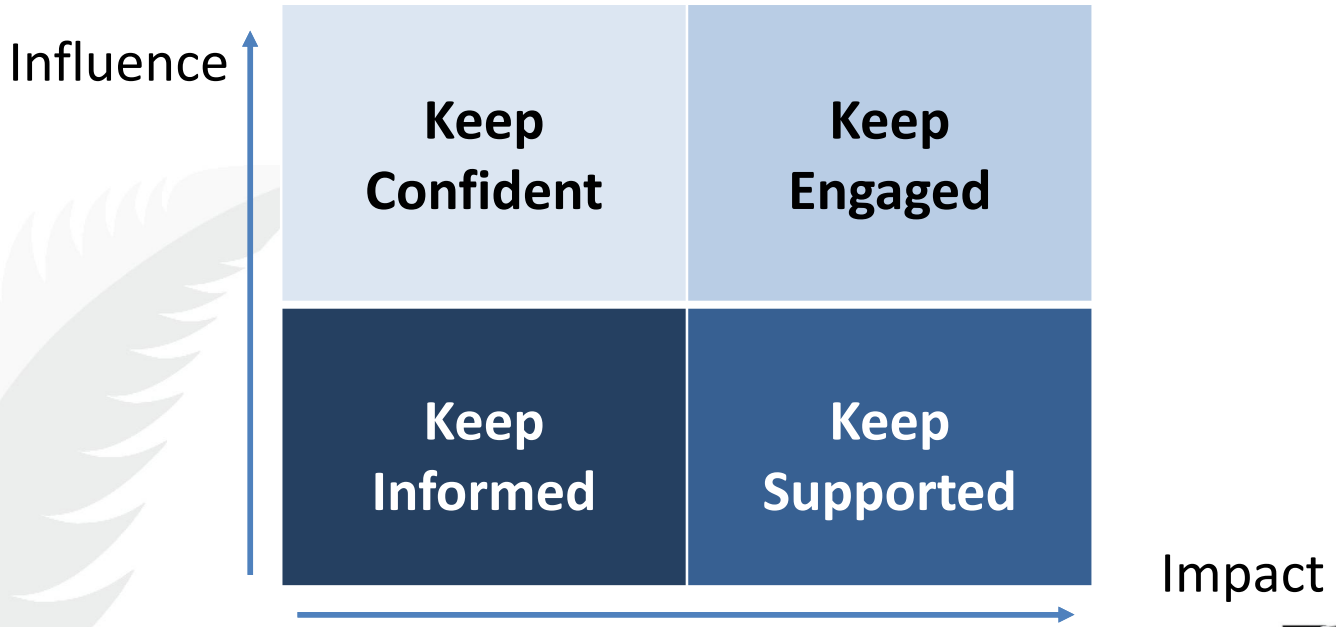 Influence
Keep
Confident
Keep
Engaged
Keep
Informed
Keep
Supported
Impact